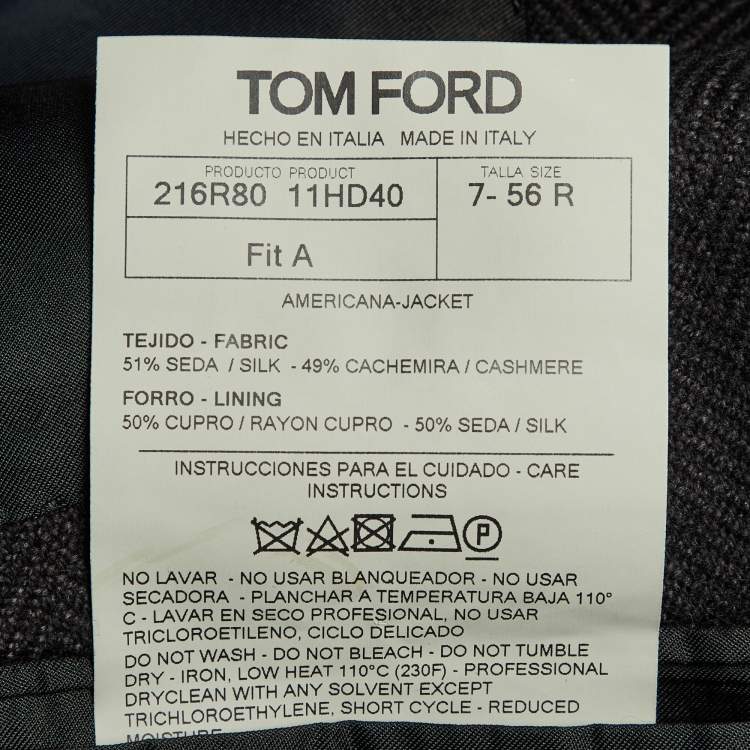 TOM FORD
HECHO EN ITALIA MADE IN ITALY
PRODUCTO PRODUCT
216R80 11HD40
TALLA SIZE
7- 56 R
Fit A
AMERICANA-JACKET
TEJIDO - FABRIC
51% SEDA / SILK - 49% CACHEMIRA / CASHMERE
FORRO - LINING
50% CUPRO / RAYON CUPRO - 50% SEDA / SILK
INSTRUCCIONES PARA EL CUIDADO - CARE
INSTRUCTIONS
P
NO LAVAR - NO USAR BLANQUEADOR - NO USAR
SECADORA - PLANCHAR A TEMPERATURA BAJA 110°
C - LAVAR EN SECO PROFESIONAL, NO USAR
TRICLOROETILENO, CICLO DELICADO
DO NOT WASH - DO NOT BLEACH - DO NOT TUMBLE
DRY - IRON, LOW HEAT 110°C (230F) - PROFESSIONAL
DRYCLEAN WITH ANY SOLVENT EXCEPT
TRICHLOROETHYLENE, SHORT CYCLE - REDUCED
MOISTURE